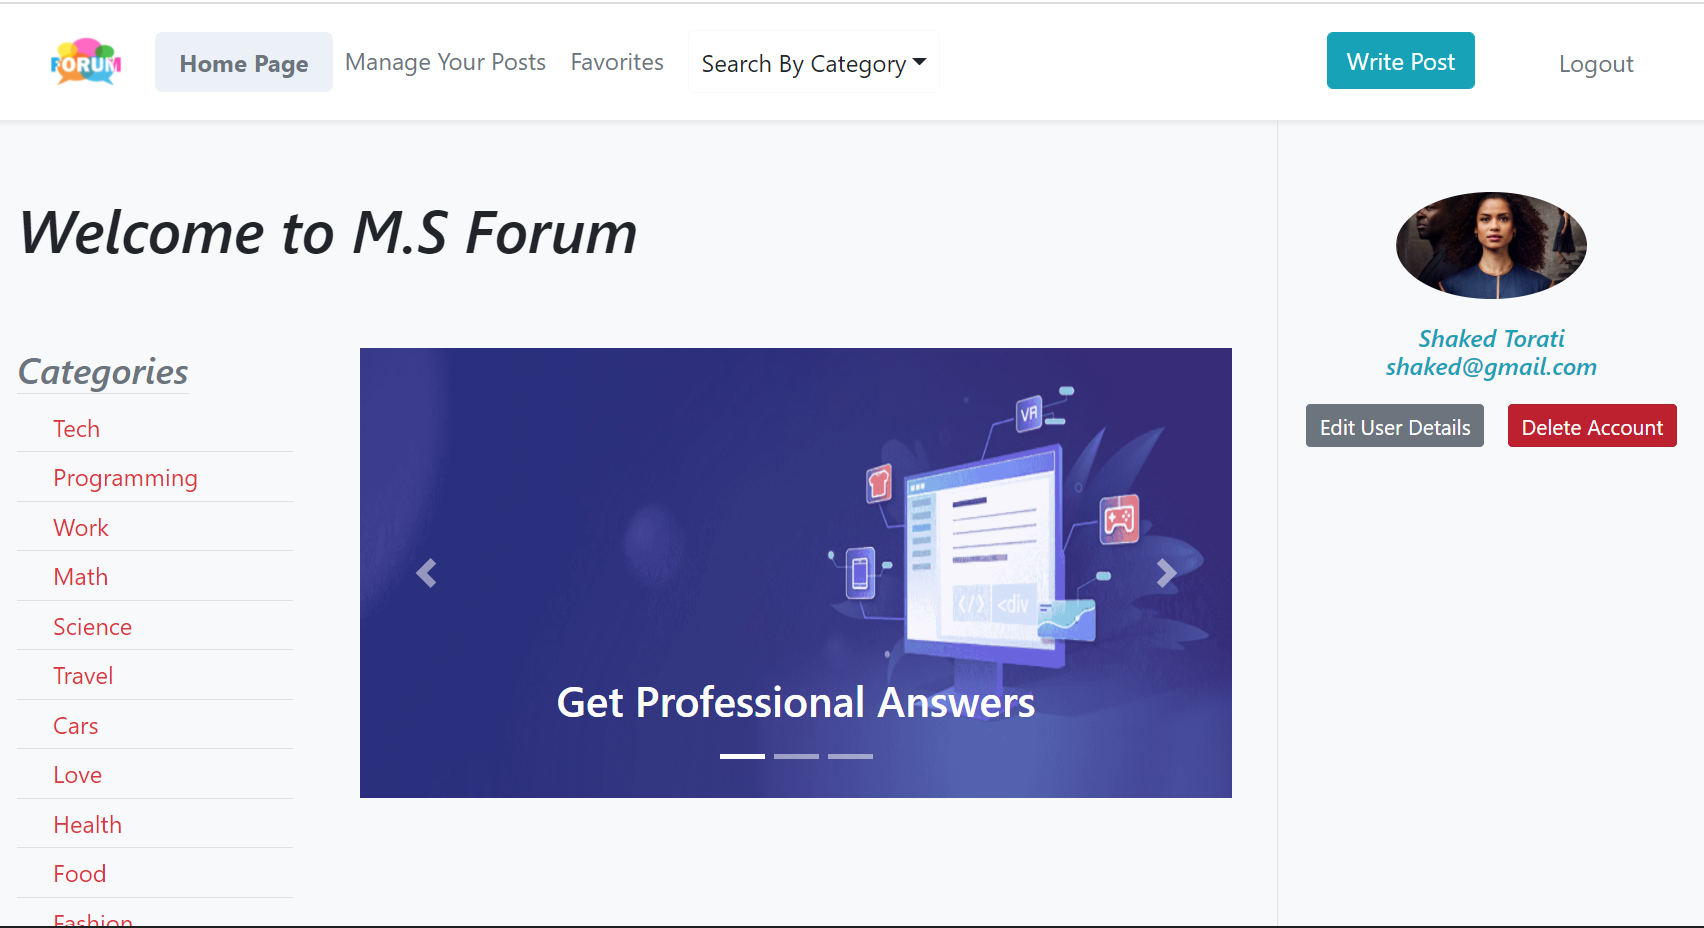 FORUM
Home Page
Manage Your Posts
Favorites
Search By Category
Write Post
Logout
Welcome to M.S Forum
Categories
Tech
Programming
Work
Math
Science
Travel
Cars
Love
Health
Food
Fashion
VR
</>
<div
Get Professional Answers
Shaked Torati
shaked@gmail.com
Edit User Details
Delete Account